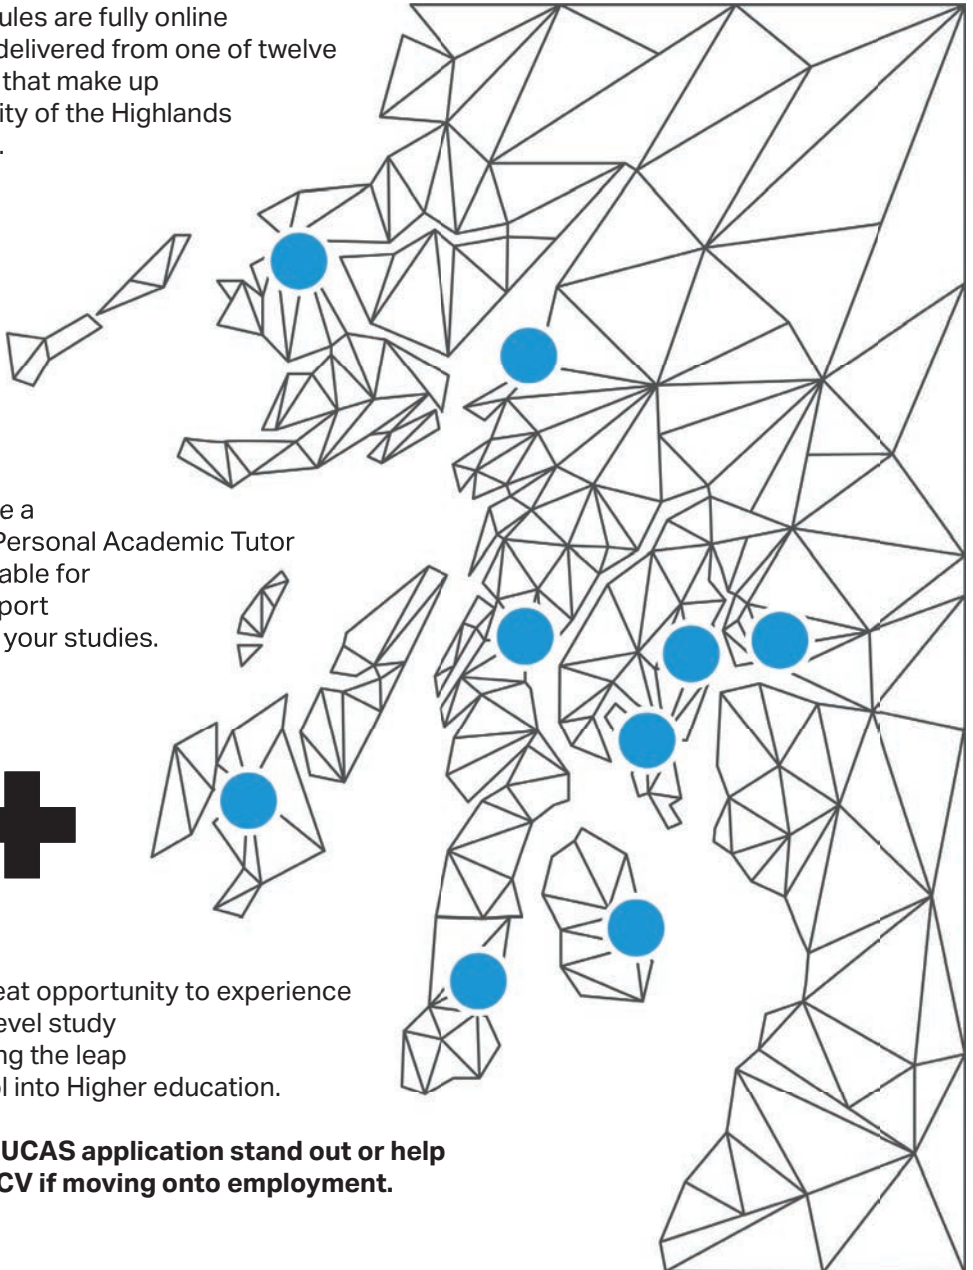 ules are fully online
delivered from one of twelve
that make up
ity of the Highlands
.
e a
Personal Academic Tutor
able for
port
your studies.
eat opportunity to experience
evel study
ng the leap
ol into Higher education.
UCAS application stand out or help
CV if moving onto employment.